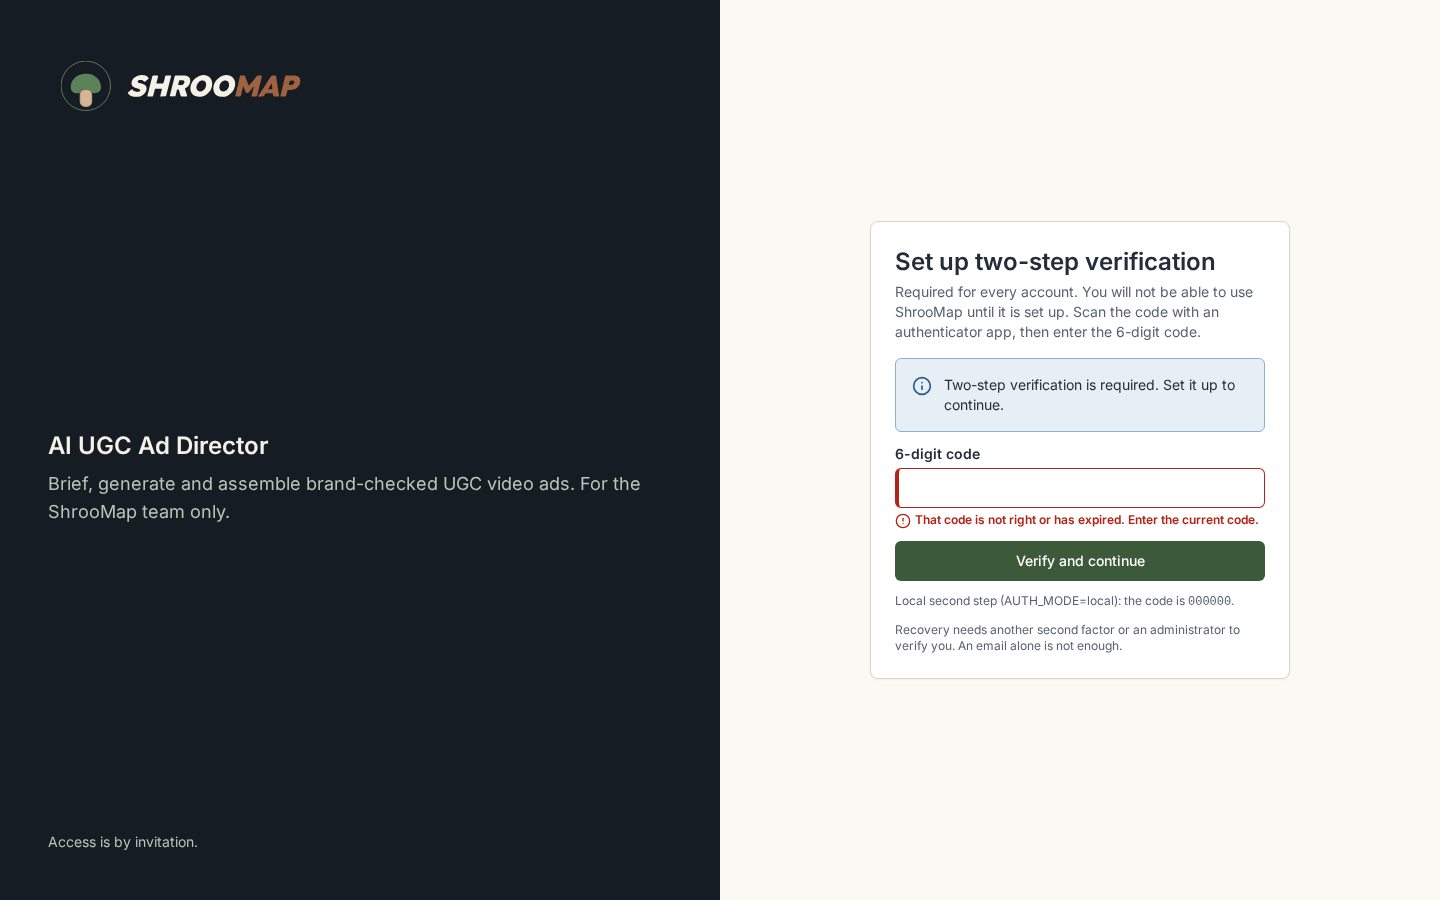 SHROOMAP
AI UGC Ad Director
Brief, generate and assemble brand-checked UGC video ads. For the
ShrooMap team only.
Access is by invitation.
Set up two-step verification
Required for every account. You will not be able to use
ShrooMap until it is set up. Scan the code with an
authenticator app, then enter the 6-digit code.
Two-step verification is required. Set it up to
continue.
6-digit code
That code is not right or has expired. Enter the current code.
Verify and continue
Local second step (AUTH_MODE=local): the code is 000000.
Recovery needs another second factor or an administrator to
verify you. An email alone is not enough.